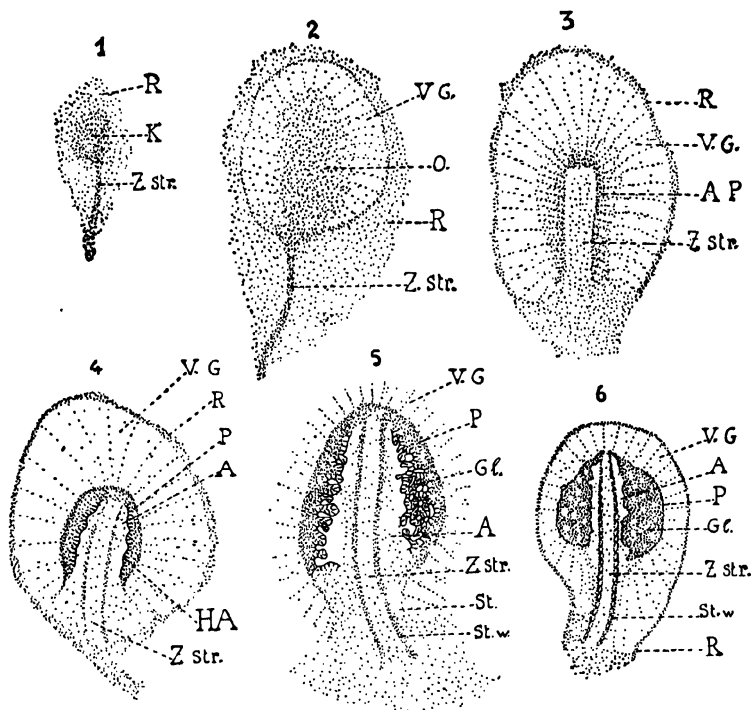 1
R
K
Z str.
2
V G.
O.
R
Z. str.
3
R
V. G.
A P
Z str.
4
V. G
R
P
A
HA
Z str.
5
V. G
P
Gl.
A
Z str.
St.
St. w
6
V. G
A
P
Gl.
Z str
St. w
R